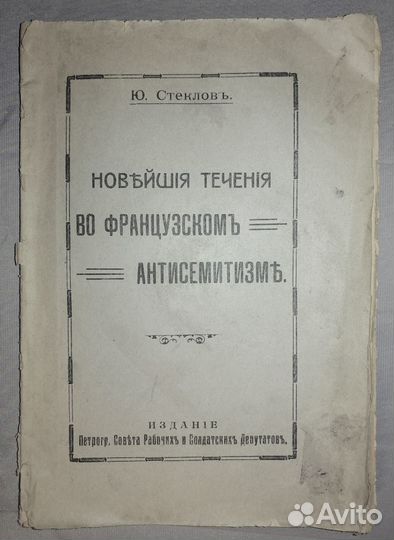 Ю. Стекловъ.
НОВѢЙШІЯ ТЕЧЕНІЯ
ВО ФРАНЦУЗСКОМЪ
АНТИСЕМИТИЗМѢ.
ИЗДАНІЕ
Петрогр. Совѣта Рабочихъ и Солдатскихъ Депутатовъ.
Avito